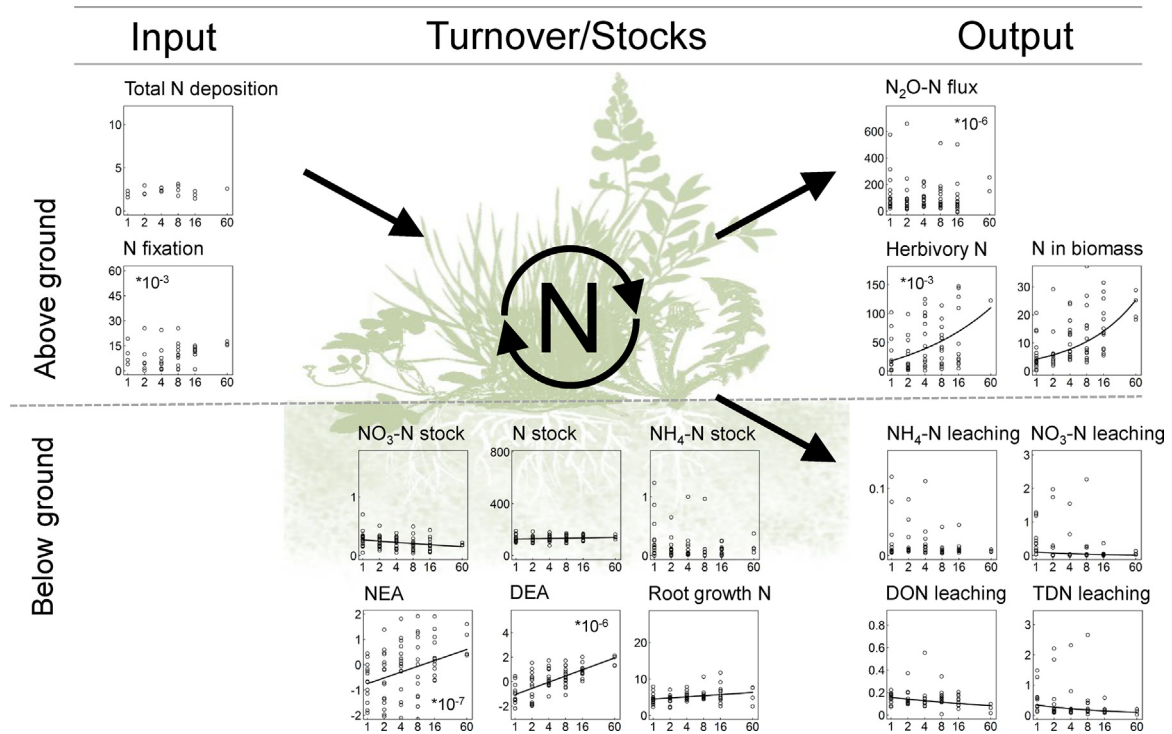 Input Turnover/Stocks Output
Above ground
Total N deposition
10
5
0
1 2 4 8 16 60
N fixation
*10-3
60
45
30
15
0
1 2 4 8 16 60
N
N2O-N flux
*10-6
600
400
200
0
1 2 4 8 16 60
Herbivory N
*10-3
150
100
50
0
1 2 4 8 16 60
N in biomass
30
20
10
0
1 2 4 8 16 60
Below ground
NO3-N stock
1
0
1 2 4 8 16 60
N stock
800
400
0
1 2 4 8 16 60
NH4-N stock
1
0
1 2 4 8 16 60
NH4-N leaching
0.1
0
1 2 4 8 16 60
NO3-N leaching
3
2
1
0
1 2 4 8 16 60
NEA
2
1
0
-1
-2
*10-7
1 2 4 8 16 60
DEA
*10-6
4
2
0
-2
1 2 4 8 16 60
Root growth N
20
10
0
1 2 4 8 16 60
DON leaching
0.8
0.6
0.4
0.2
0
1 2 4 8 16 60
TDN leaching
3
2
1
0
1 2 4 8 16 60